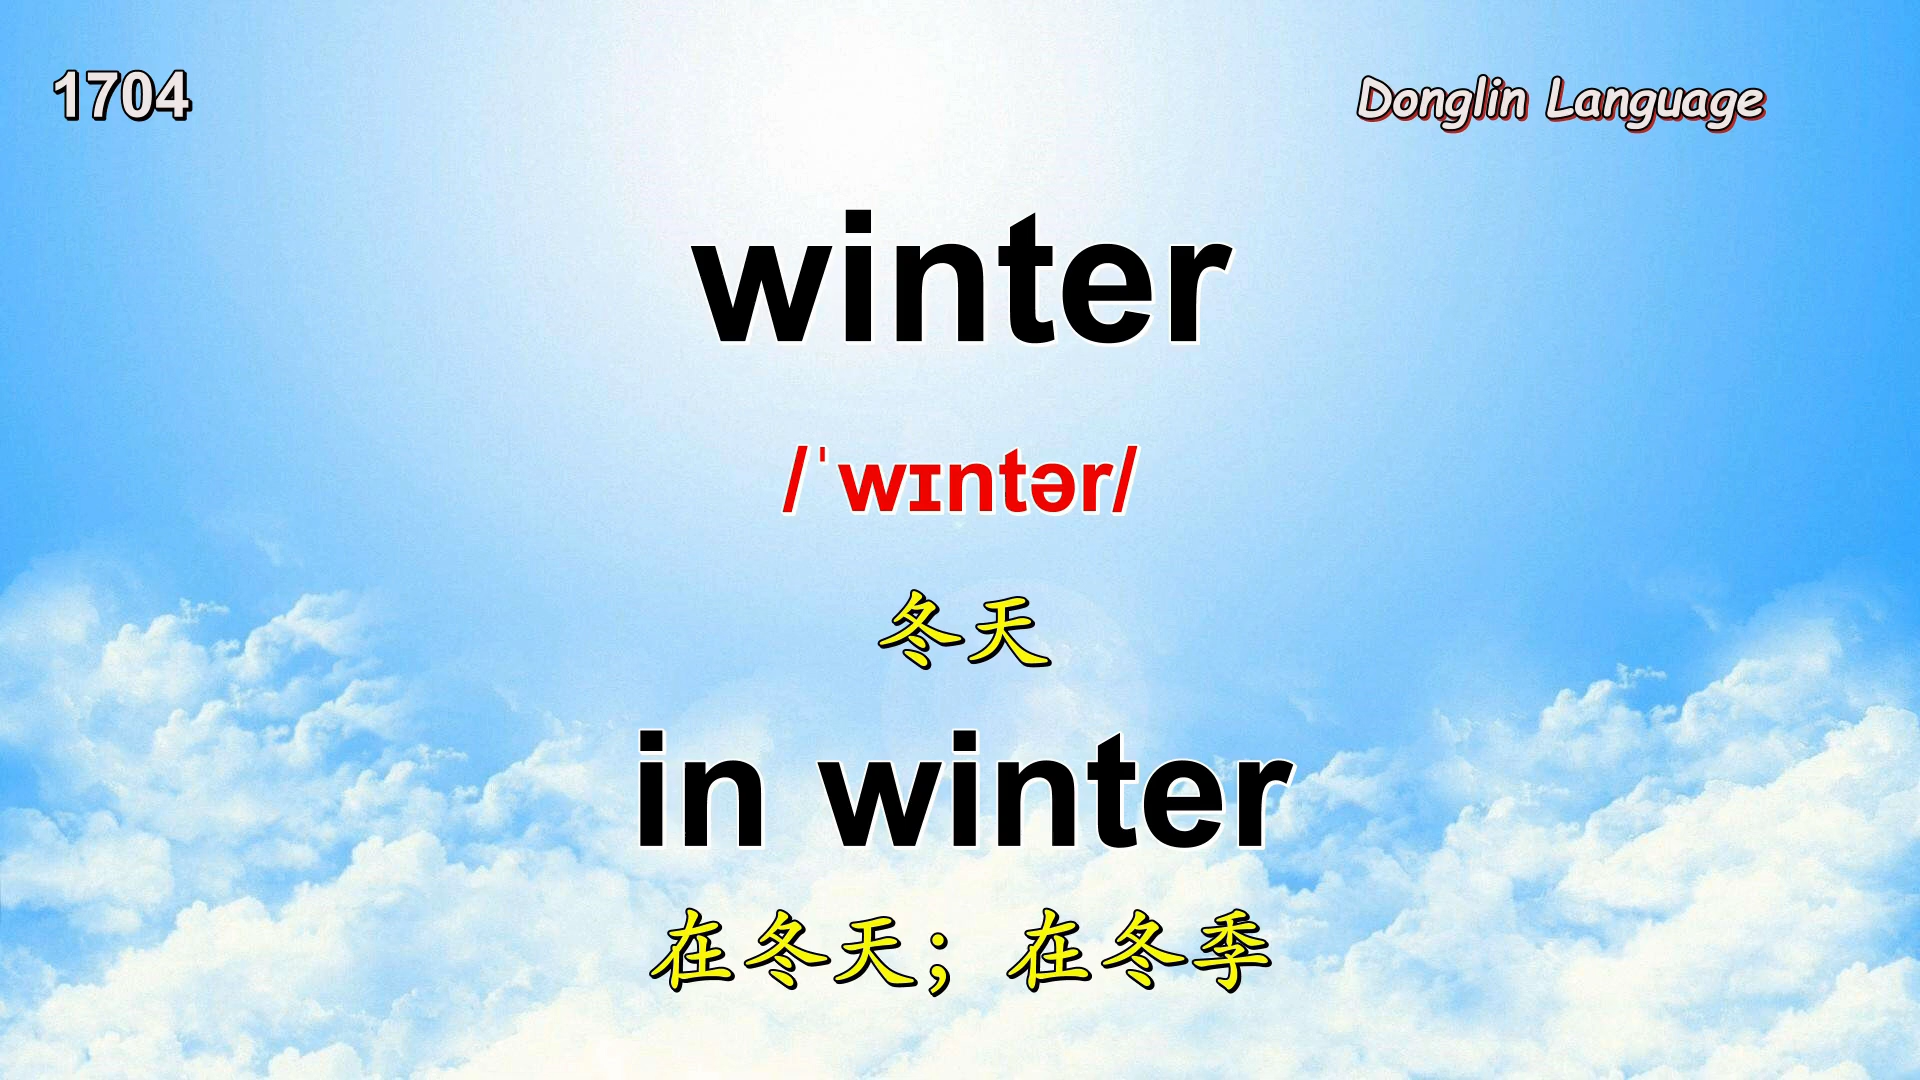 1704
Donglin Language
winter
/ˈwɪntər/
冬天
in winter
在冬天；在冬季